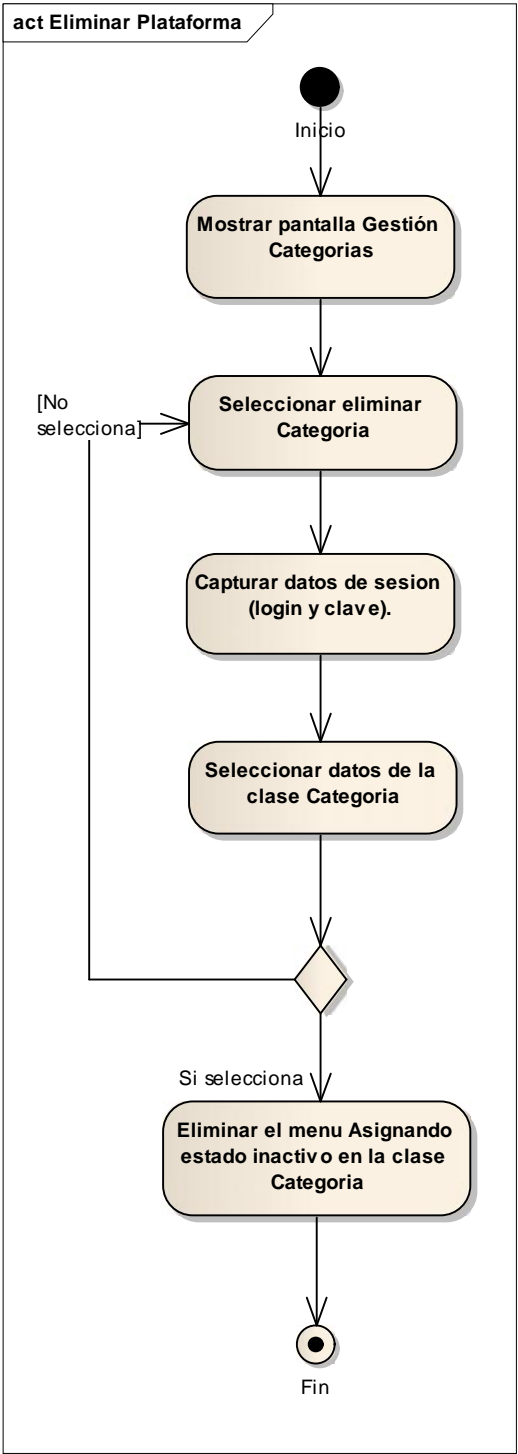 act Eliminar Plataforma
Inicio
Mostrar pantalla Gestión
Categorias
[No
selecciona]
Seleccionar eliminar
Categoria
Capturar datos de sesion
(login y clave).
Seleccionar datos de la
clase Categoria
Si selecciona
Eliminar el menu Asignando
estado inactivo en la clase
Categoria
Fin